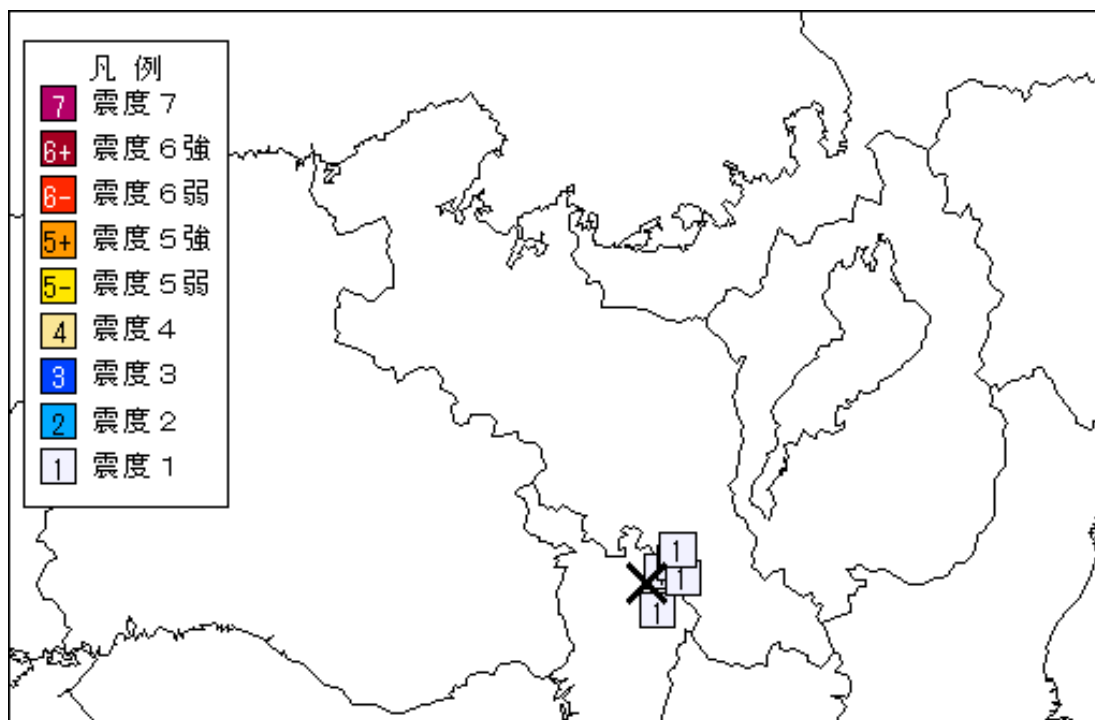 凡 例
7 震度７
6+ 震度６強
6- 震度６弱
5+ 震度５強
5- 震度５弱
4 震度４
3 震度３
2 震度２
1 震度１
1
1
1